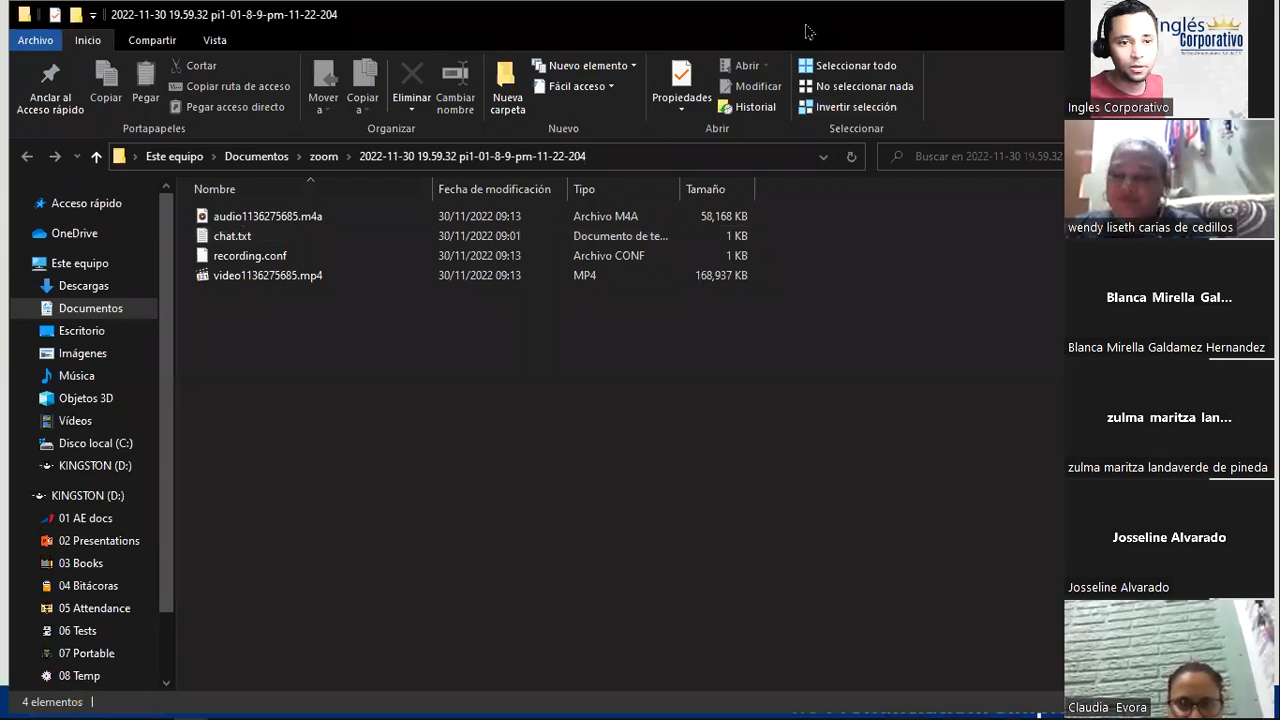 2022-11-30 19.59.32 pi1-01-8-9-pm-11-22-204
Archivo Inicio Compartir Vista
Anclar al Acceso rápido
Copiar
Pegar
Cortar
Copiar ruta de acceso
Pegar acceso directo
Portapapeles
Mover a
Copiar a
Eliminar
Cambiar nombre
Organizar
Nueva carpeta
Nuevo elemento
Fácil acceso
Nuevo
Propiedades
Abrir
Modificar
Historial
Abrir
Seleccionar todo
No seleccionar nada
Invertir selección
Seleccionar
Este equipo › Documentos › zoom › 2022-11-30 19.59.32 pi1-01-8-9-pm-11-22-204
Buscar en 2022-11-30 19.59.32
Nombre Fecha de modificación Tipo Tamaño
audio1136275685.m4a 30/11/2022 09:13 Archivo M4A 58,168 KB
chat.txt 30/11/2022 09:01 Documento de te... 1 KB
recording.conf 30/11/2022 09:13 Archivo CONF 1 KB
video1136275685.mp4 30/11/2022 09:13 MP4 168,937 KB
Acceso rápido
OneDrive
Este equipo
Descargas
Documentos
Escritorio
Imágenes
Música
Objetos 3D
Vídeos
Disco local (C:)
KINGSTON (D:)
KINGSTON (D:)
01 AE docs
02 Presentations
03 Books
04 Bitácoras
05 Attendance
06 Tests
07 Portable
08 Temp
4 elementos
Inglés
Corporativo
Ingles Corporativo
wendy liseth carias de cedillos
Blanca Mirella Gal...
Blanca Mirella Galdamez Hernandez
zulma maritza lan...
zulma maritza landaverde de pineda
Josseline Alvarado
Josseline Alvarado
Claudia Evora